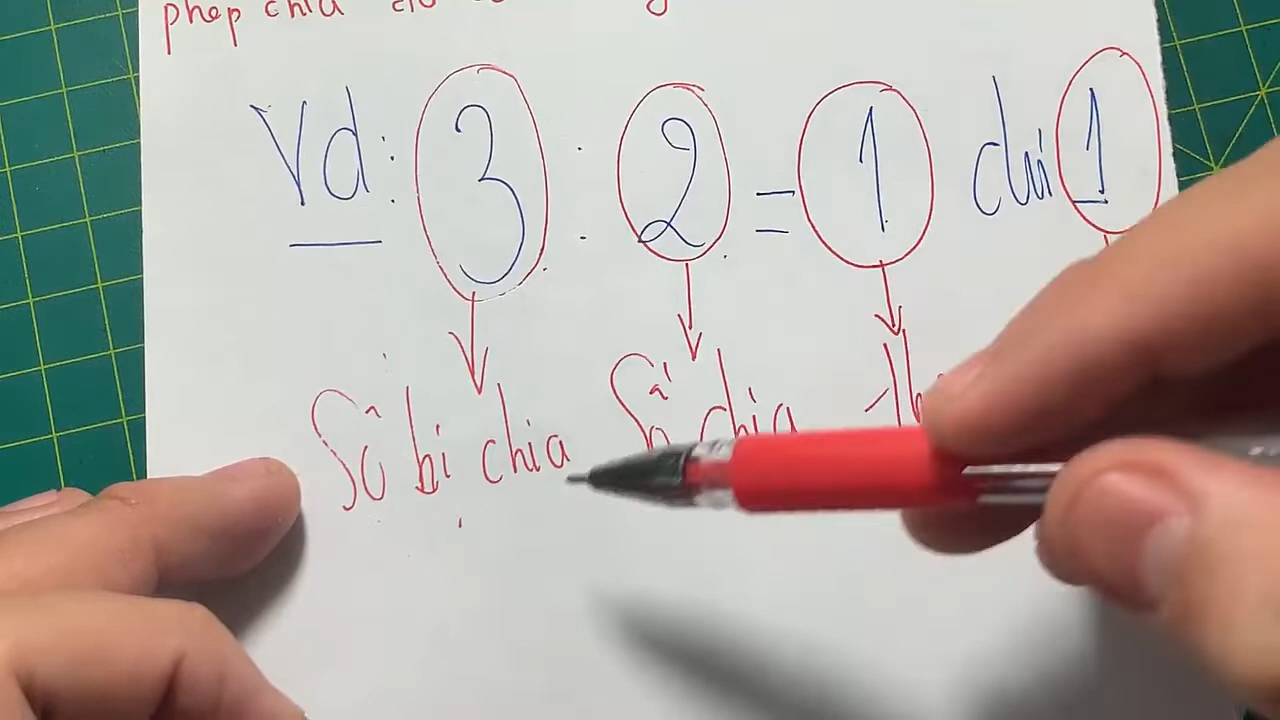 phép chia
Vd: 3 : 2 = 1 dư 1
Số bị chia Số chia